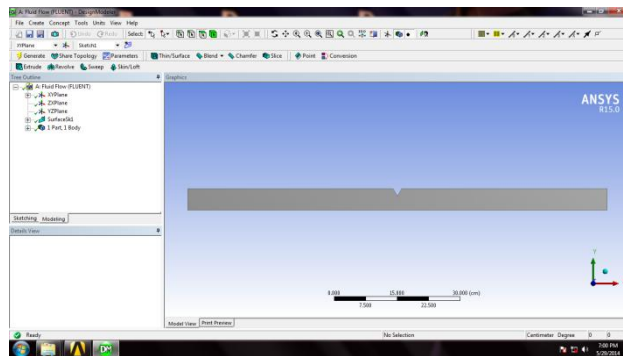 A: Fluid Flow (FLUENT) - DesignModeler
File Create Concept Tools Units View Help
Undo Redo Select:
XYPlane Sketch1
Generate Share Topology Parameters Thin/Surface Blend Chamfer Slice Point Conversion
Extrude Revolve Sweep Skin/Loft
Tree Outline
Graphics
A: Fluid Flow (FLUENT)
XYPlane
ZXPlane
YZPlane
SurfaceSk1
1 Part, 1 Body
ANSYS
R15.0
Sketching Modeling
Details View
Y
0.000 15.000 30.000 (cm)
7.500 22.500
Model View Print Preview
Ready No Selection Centimeter Degree 0 0
DM
7:00 PM
5/29/2014